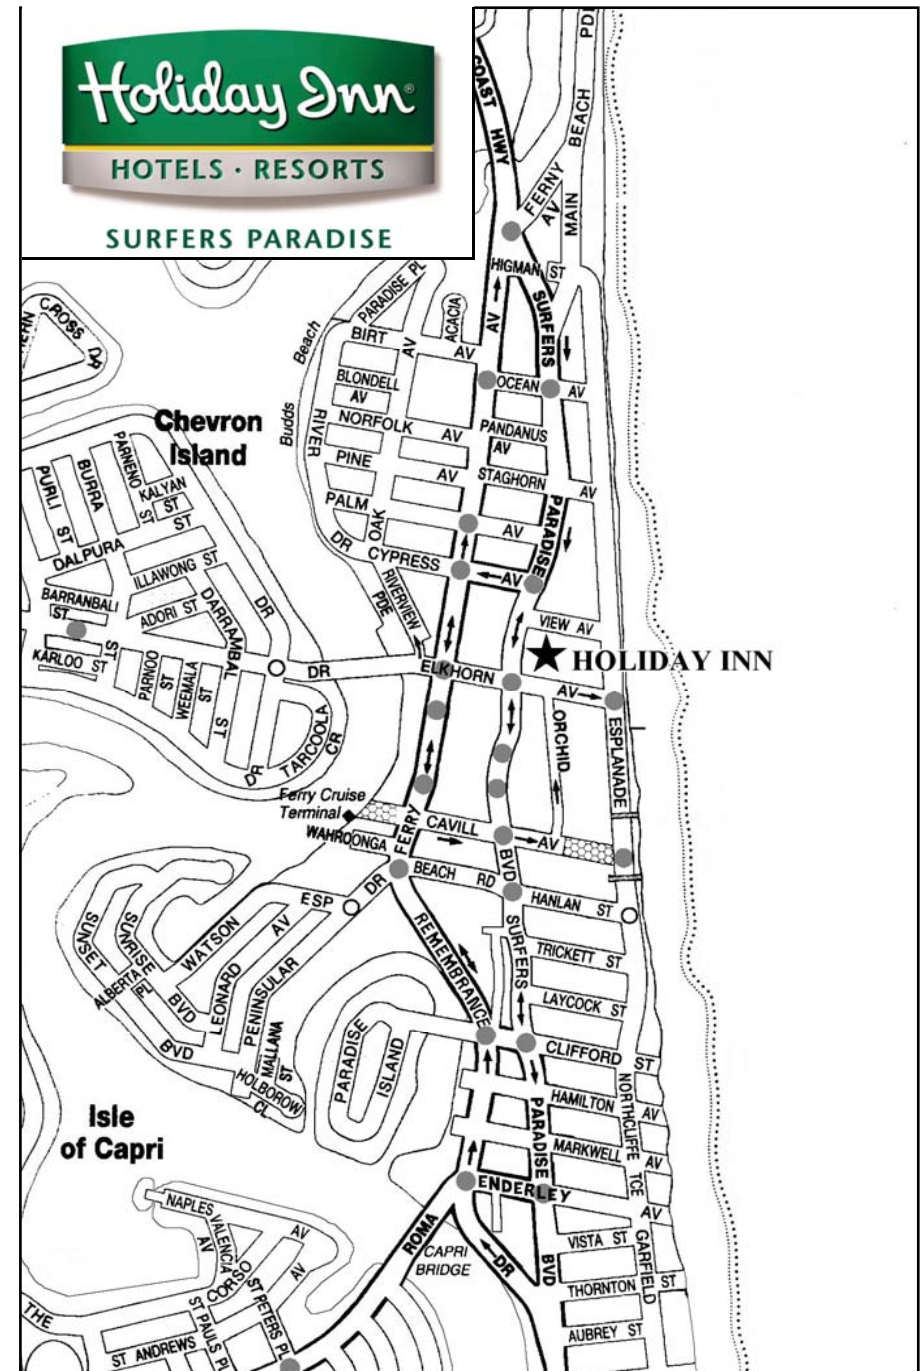 Holiday Inn®
HOTELS · RESORTS
SURFERS PARADISE
COAST HWY
FERNY AV
MAIN BEACH PDE
HIGMAN ST
SURFERS
AV
PARADISE PL
ACACIA
AV
BIRT AV
Beach
Budds
OCEAN AV
BLONDELL AV
RIVER
NORFOLK AV
PANDANUS AV
PINE AV
STAGHORN AV
PALM AV
OAK
DR
CYPRESS AV
PARADISE
RIVERVIEW PDE
VIEW AV
HOLIDAY INN
CROSS DR
Chevron
Island
PURLI ST
BURRA
PARNENO ST
KALYAN ST
ST
DALPURA
ILLAWONG ST
BARRANBALI ST
ADORI ST
DARRAMBAL ST
DR
KARLOO ST
ST
PARNOO ST
WEEMALA ST
DR
TARCOOLA CR
DR
ELKHORN AV
ORCHID
ESPLANADE
Ferry Cruise
Terminal
WAHROONGA
FERRY
CAVILL AV
BVD
BEACH RD
HANLAN ST
DR
ESP
WATSON
SUNSET BVD
SUNRISE BVD
ALBERTA PL
LEONARD AV
PENINSULAR
MALLANA ST
HOLBOROW CL
REMEMBRANCE
SURFERS
TRICKETT ST
LAYCOCK ST
PARADISE
ISLAND
CLIFFORD ST
NORTHCLIFFE TCE
HAMILTON AV
PARADISE
MARKWELL AV
Isle
of Capri
ENDERLEY AV
NAPLES AV
VALENCIA
AV
CORSO
ST PETERS PL
AV
ROMA
CAPRI
BRIDGE
DR
BVD
VISTA ST
GARFIELD
THORNTON ST
AUBREY ST
THE
ST PAULS PL
ST ANDREWS